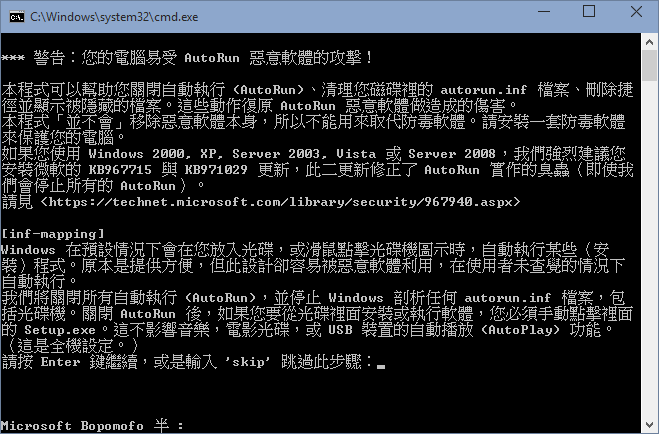 C:\Windows\system32\cmd.exe
*** 警告：您的電腦易受 AutoRun 惡意軟體的攻擊！
本程式可以幫助您關閉自動執行 (AutoRun)、清理您磁碟裡的 autorun.inf 檔案、刪除捷
徑並顯示被隱藏的檔案。這些動作復原 AutoRun 惡意軟體做造成的傷害。
本程式「並不會」移除惡意軟體本身，所以不能用來取代防毒軟體。請安裝一套防毒軟體
來保護您的電腦。
如果您使用 Windows 2000, XP, Server 2003, Vista 或 Server 2008，我們強烈建議您
安裝微軟的 KB967715 與 KB971029 更新，此二更新修正了 AutoRun 實作的臭蟲（即使我
們會停止所有的 AutoRun）。
請見 <https://technet.microsoft.com/library/security/967940.aspx>
[inf-mapping]
Windows 在預設情況下會在您放入光碟，或滑鼠點擊光碟機圖示時，自動執行某些（安
裝）程式。原本是提供方便，但此設計卻容易被惡意軟體利用，在使用者未查覺的情況下
自動執行。
我們將關閉所有自動執行 (AutoRun)，並停止 Windows 剖析任何 autorun.inf 檔案，包
括光碟機。關閉 AutoRun 後，如果您要從光碟裡面安裝或執行軟體，您必須手動點擊裡面
的 Setup.exe。這不影響音樂，電影光碟，或 USB 裝置的自動播放 (AutoPlay) 功能。
（這是全機設定。）
請按 Enter 鍵繼續，或是輸入 'skip' 跳過此步驟：_
Microsoft Bopomofo 半 :